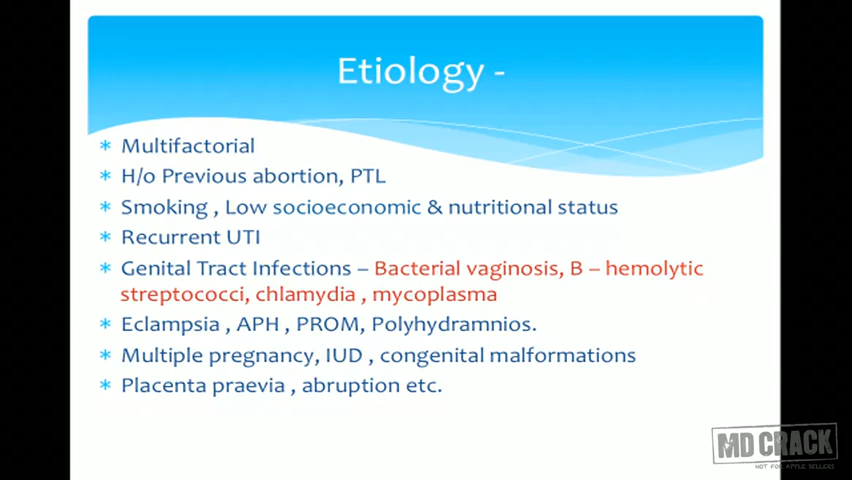 Etiology -
* Multifactorial
* H/o Previous abortion, PTL
* Smoking , Low socioeconomic & nutritional status
* Recurrent UTI
* Genital Tract Infections – Bacterial vaginosis, B – hemolytic
streptococci, chlamydia , mycoplasma
* Eclampsia , APH , PROM, Polyhydramnios.
* Multiple pregnancy, IUD , congenital malformations
* Placenta praevia , abruption etc.
MD CRACK
NOT FOR APPLE SELLERS